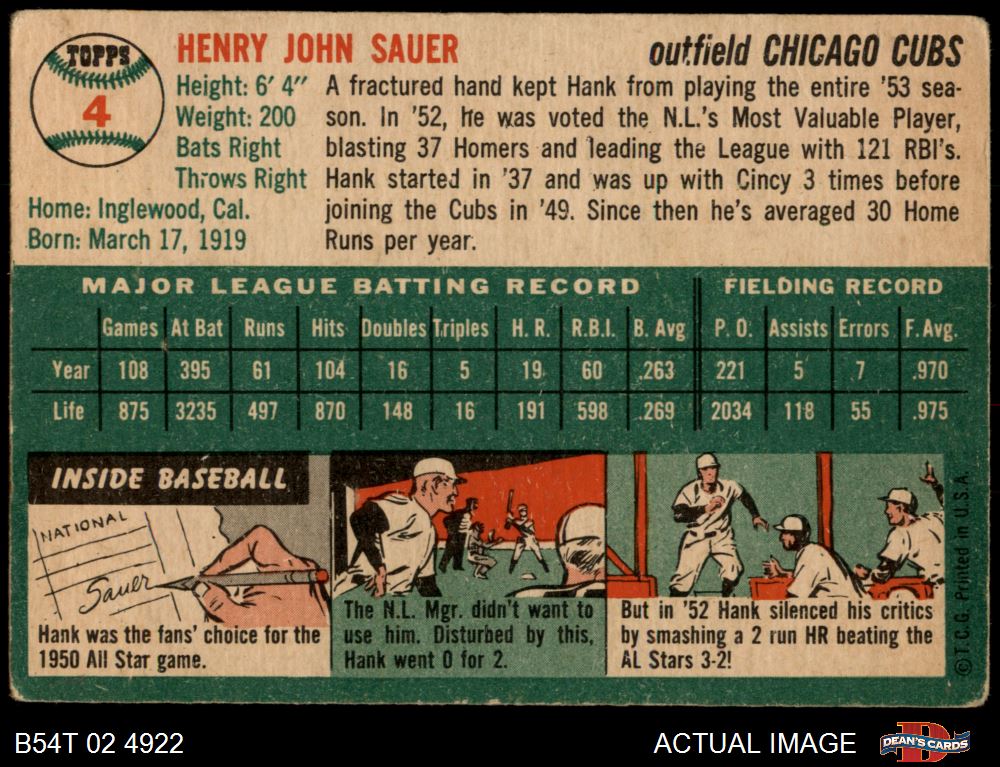 TOPPS
4
HENRY JOHN SAUER
outfield CHICAGO CUBS
Height: 6' 4"
Weight: 200
Bats Right
Throws Right
Home: Inglewood, Cal.
Born: March 17, 1919
A fractured hand kept Hank from playing the entire '53 sea-
son. In '52, he was voted the N.L.'s Most Valuable Player,
blasting 37 Homers and leading the League with 121 RBI's.
Hank started in '37 and was up with Cincy 3 times before
joining the Cubs in '49. Since then he's averaged 30 Home
Runs per year.
MAJOR LEAGUE BATTING RECORD FIELDING RECORD
Games At Bat Runs Hits Doubles Triples H. R. R.B.I. B. Avg P. O. Assists Errors F. Avg.
Year 108 395 61 104 16 5 19 60 .263 221 5 7 .970
Life 875 3235 497 870 148 16 191 598 .269 2034 118 55 .975
INSIDE BASEBALL
NATIONAL
Sauer
Hank was the fans' choice for the
1950 All Star game.
The N.L. Mgr. didn't want to
use him. Disturbed by this,
Hank went 0 for 2.
But in '52 Hank silenced his critics
by smashing a 2 run HR beating the
AL Stars 3-2!
© T.C.G. Printed in U.S.A.
B54T 02 4922
ACTUAL IMAGE
D
DEAN'S CARDS